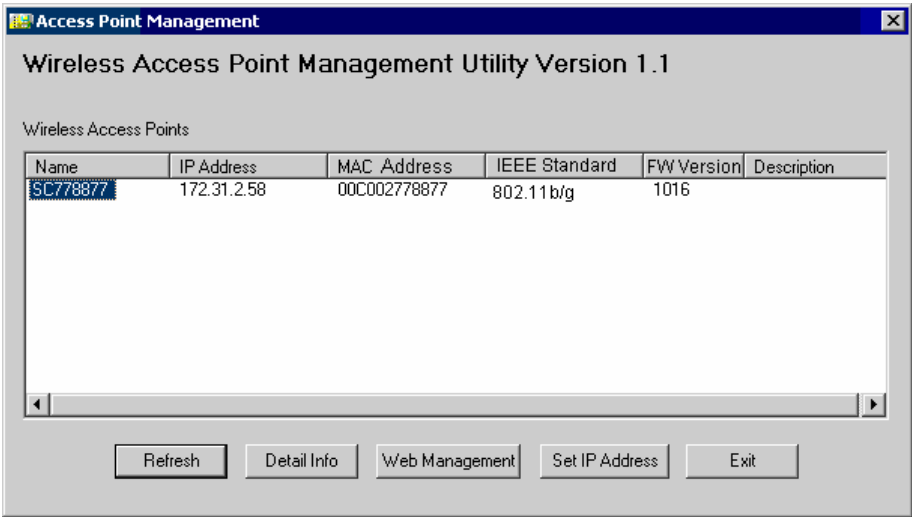 Access Point Management
Wireless Access Point Management Utility Version 1.1
Wireless Access Points
Name IP Address MAC Address IEEE Standard FW Version Description
SC778877 172.31.2.58 00C002778877 802.11b/g 1016
Refresh Detail Info Web Management Set IP Address Exit